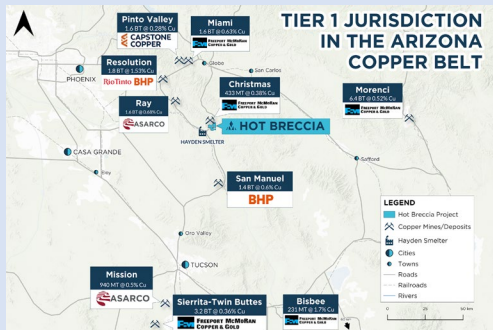 TIER 1 JURISDICTION
IN THE ARIZONA
COPPER BELT
Pinto Valley
1.6 BT @ 0.28% Cu
CAPSTONE
COPPER
Miami
1.6 BT @ 0.63% Cu
FREEPORT McMoRAN
COPPER & GOLD
Resolution
1.8 BT @ 1.53% Cu
RioTinto BHP
PHOENIX
Globe
San Carlos
Christmas
433 MT @ 0.38% Cu
FREEPORT McMoRAN
COPPER & GOLD
Morenci
6.4 BT @ 0.52% Cu
FREEPORT McMoRAN
COPPER & GOLD
Ray
1.6 BT @ 0.68% Cu
ASARCO
HOT BRECCIA
HAYDEN SMELTER
CASA GRANDE
Eloy
Safford
San Manuel
1.4 BT @ 0.6% Cu
BHP
Oro Valley
TUCSON
Mission
940 MT @ 0.5% Cu
ASARCO
Sierrita-Twin Buttes
3.2 BT @ 0.36% Cu
FREEPORT McMoRAN
COPPER & GOLD
Bisbee
231 MT @ 1.7% Cu
FREEPORT McMoRAN
COPPER & GOLD
LEGEND
Hot Breccia Project
Copper Mines/Deposits
Hayden Smelter
Cities
Towns
Roads
Railroads
Rivers